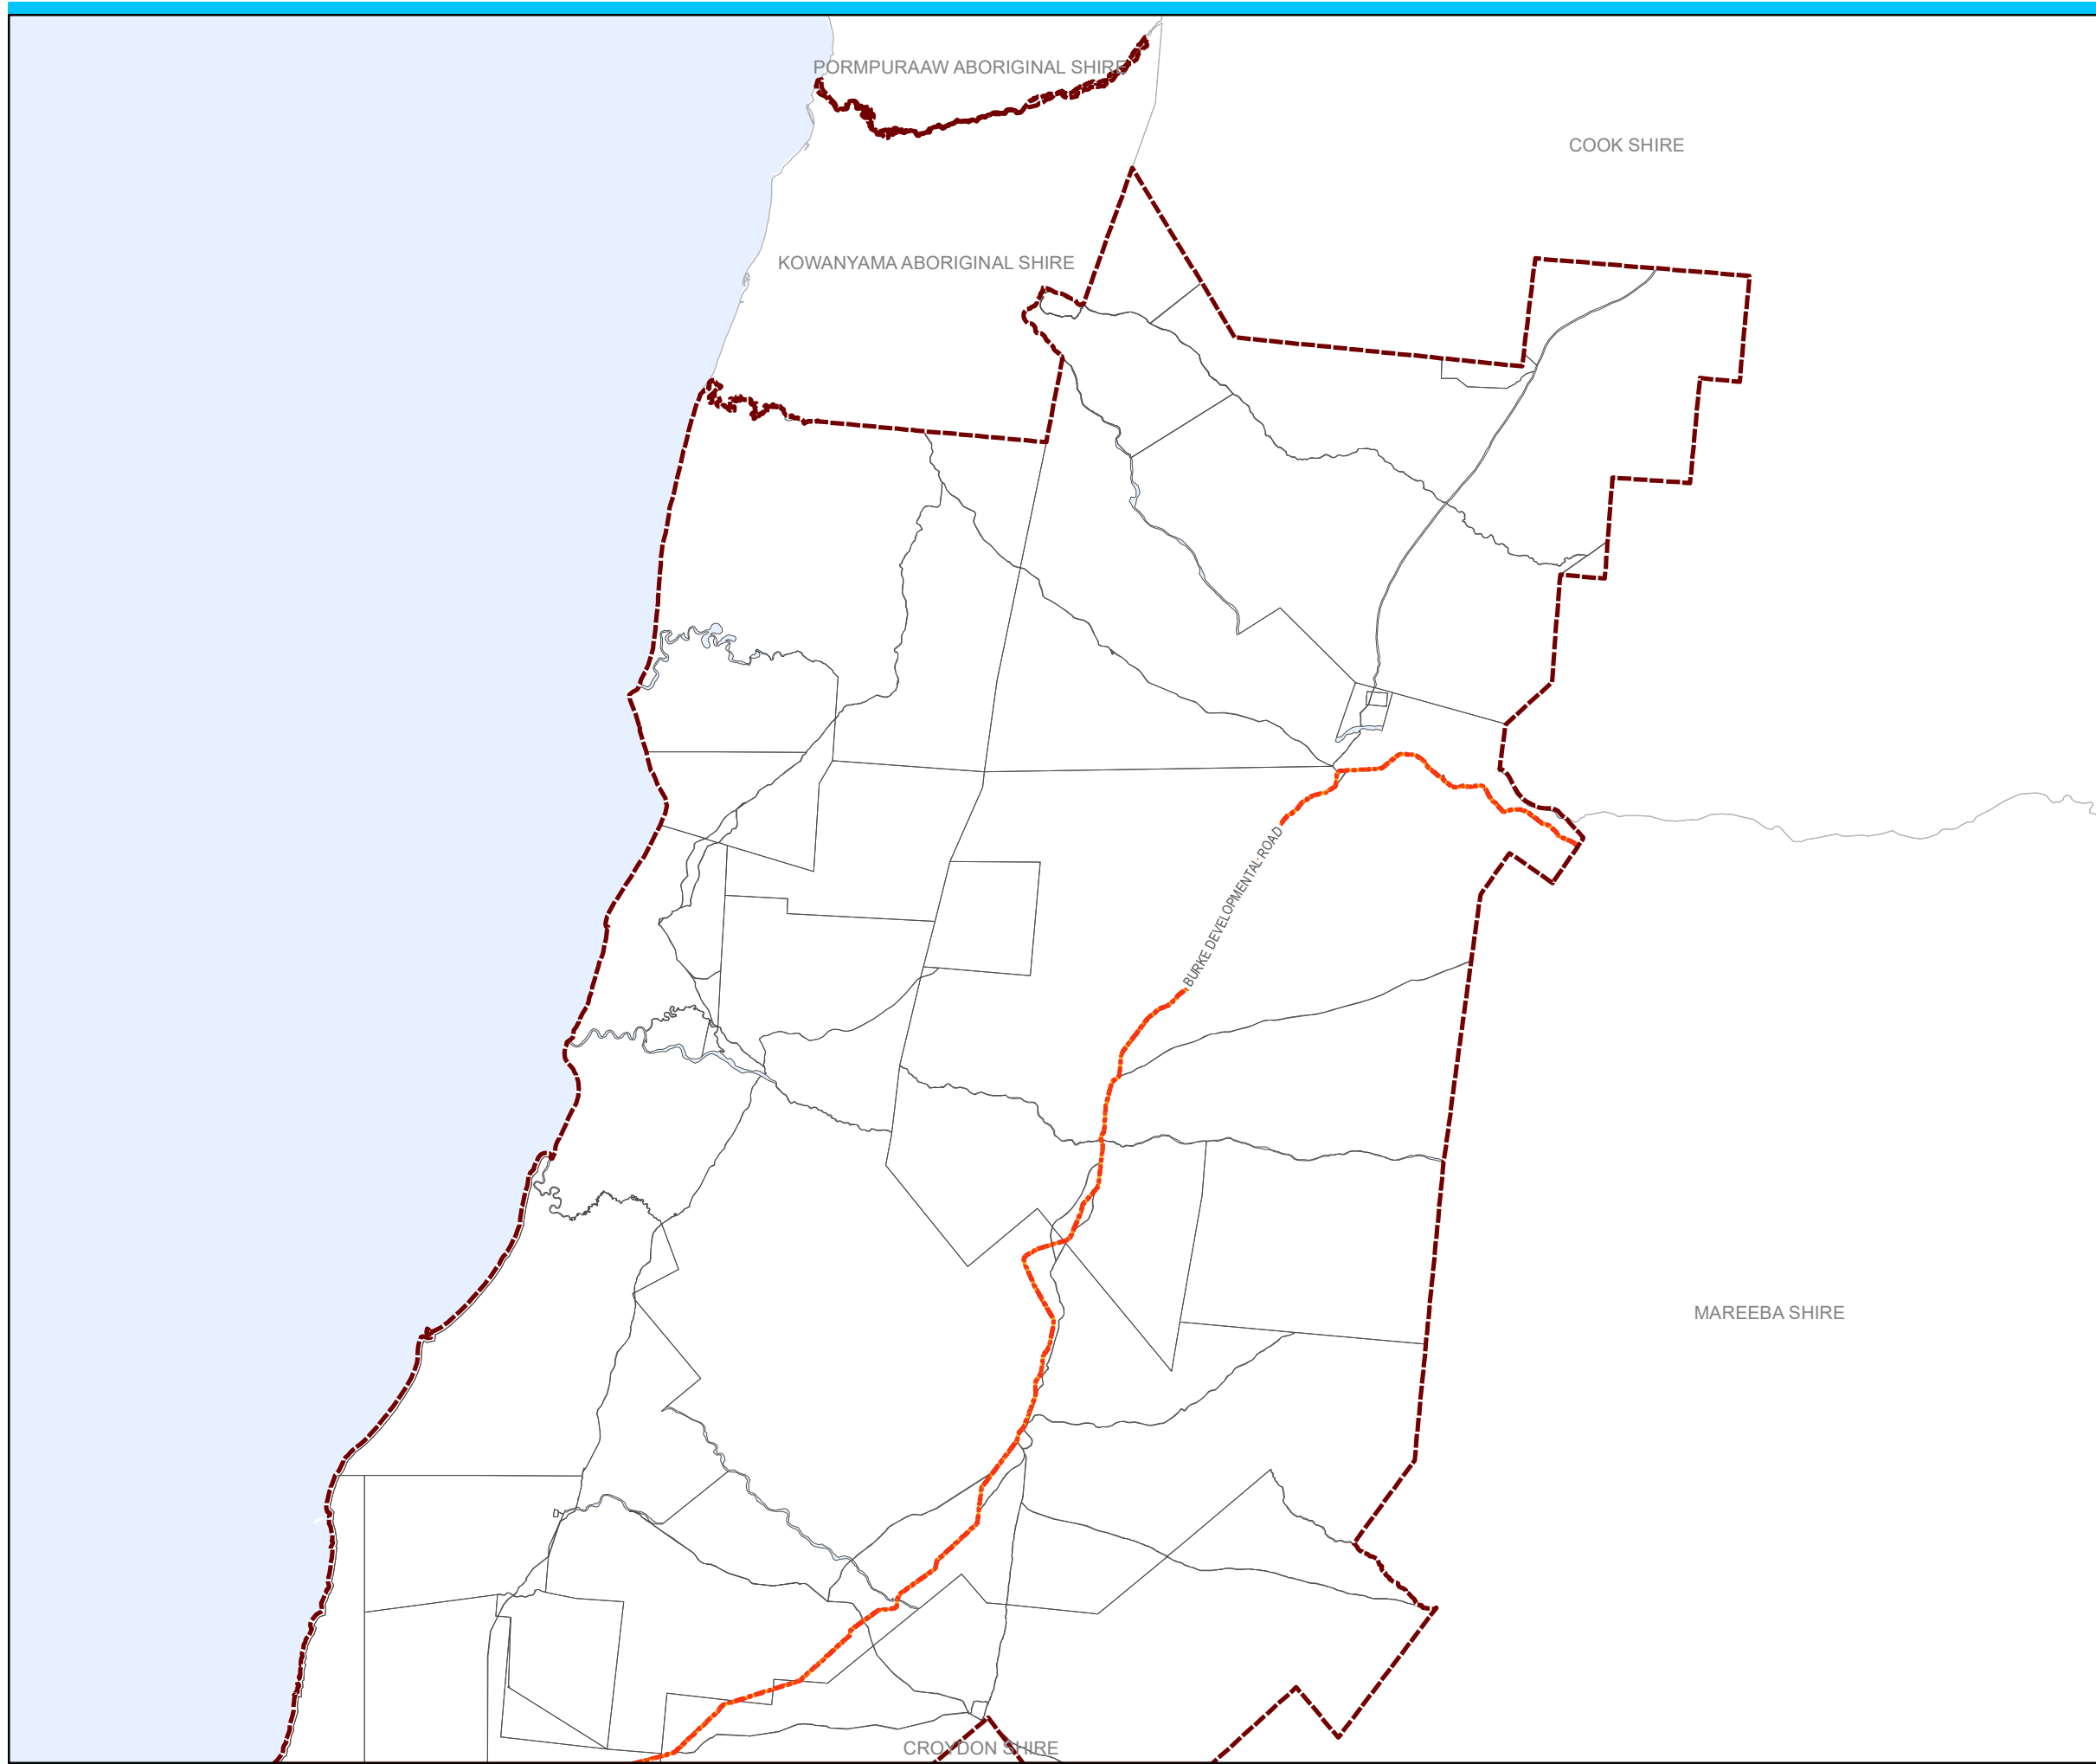 PORMPURAAW ABORIGINAL SHIRE
COOK SHIRE
KOWANYAMA ABORIGINAL SHIRE
BURKE DEVELOPMENTAL ROAD
MAREEBA SHIRE
CROYDON SHIRE